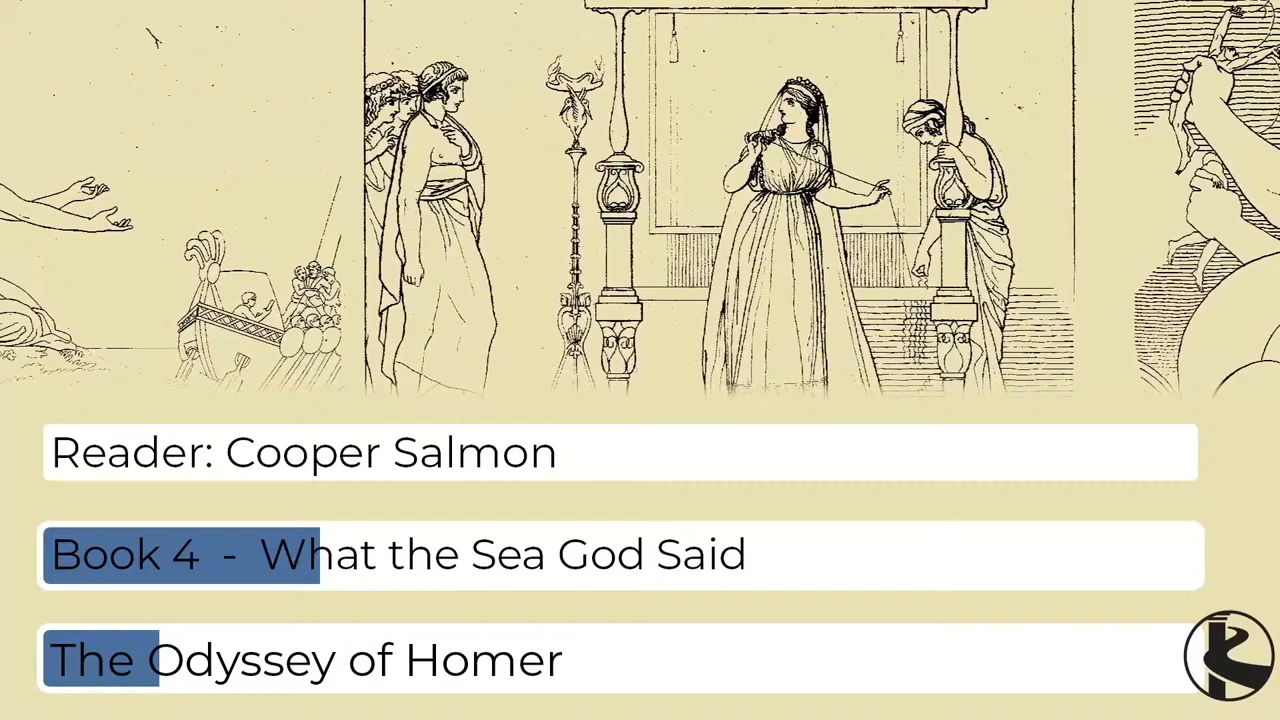 Reader: Cooper Salmon
Book 4 - What the Sea God Said
The Odyssey of Homer